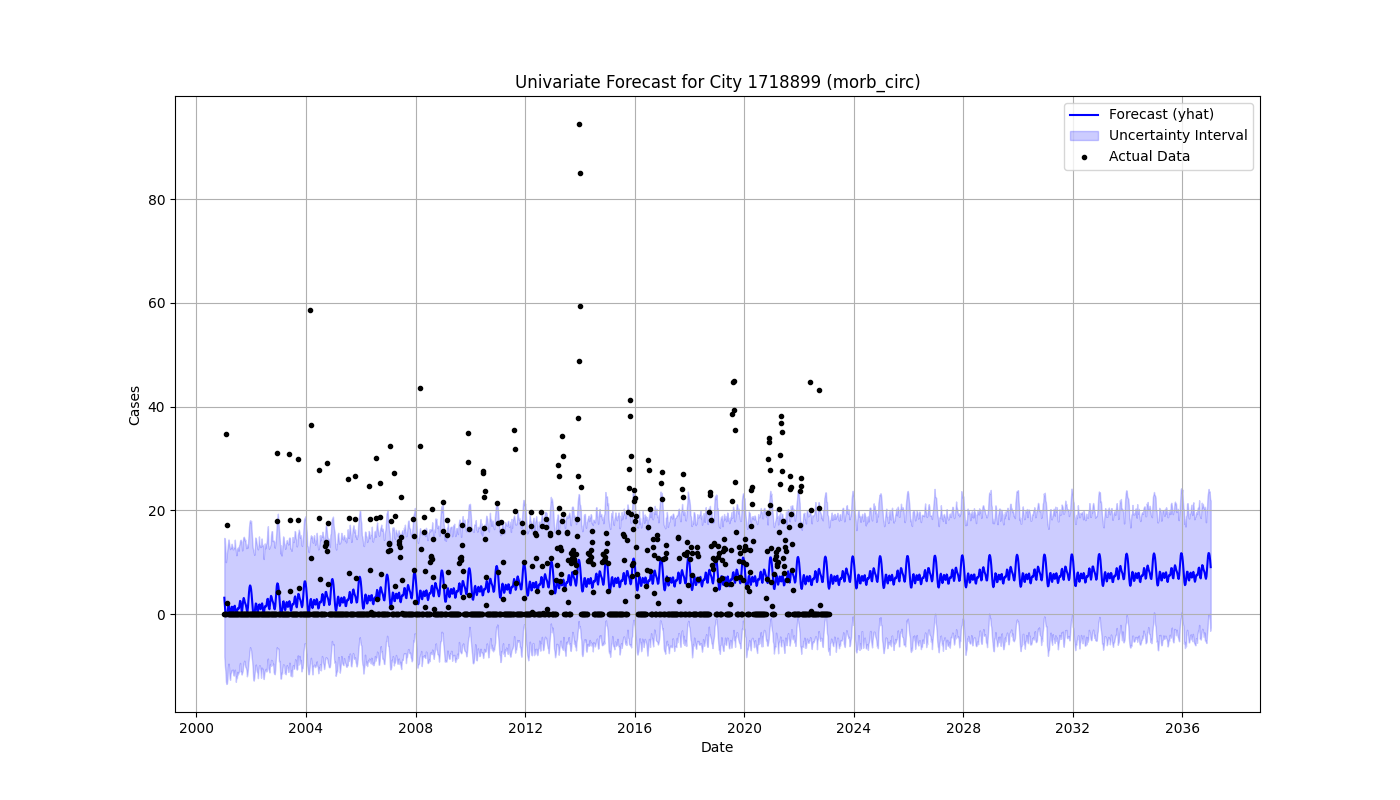 Univariate Forecast for City 1718899 (morb_circ)
Forecast (yhat)
Uncertainty Interval
Actual Data
Cases
80
60
40
20
0
2000 2004 2008 2012 2016 2020 2024 2028 2032 2036
Date